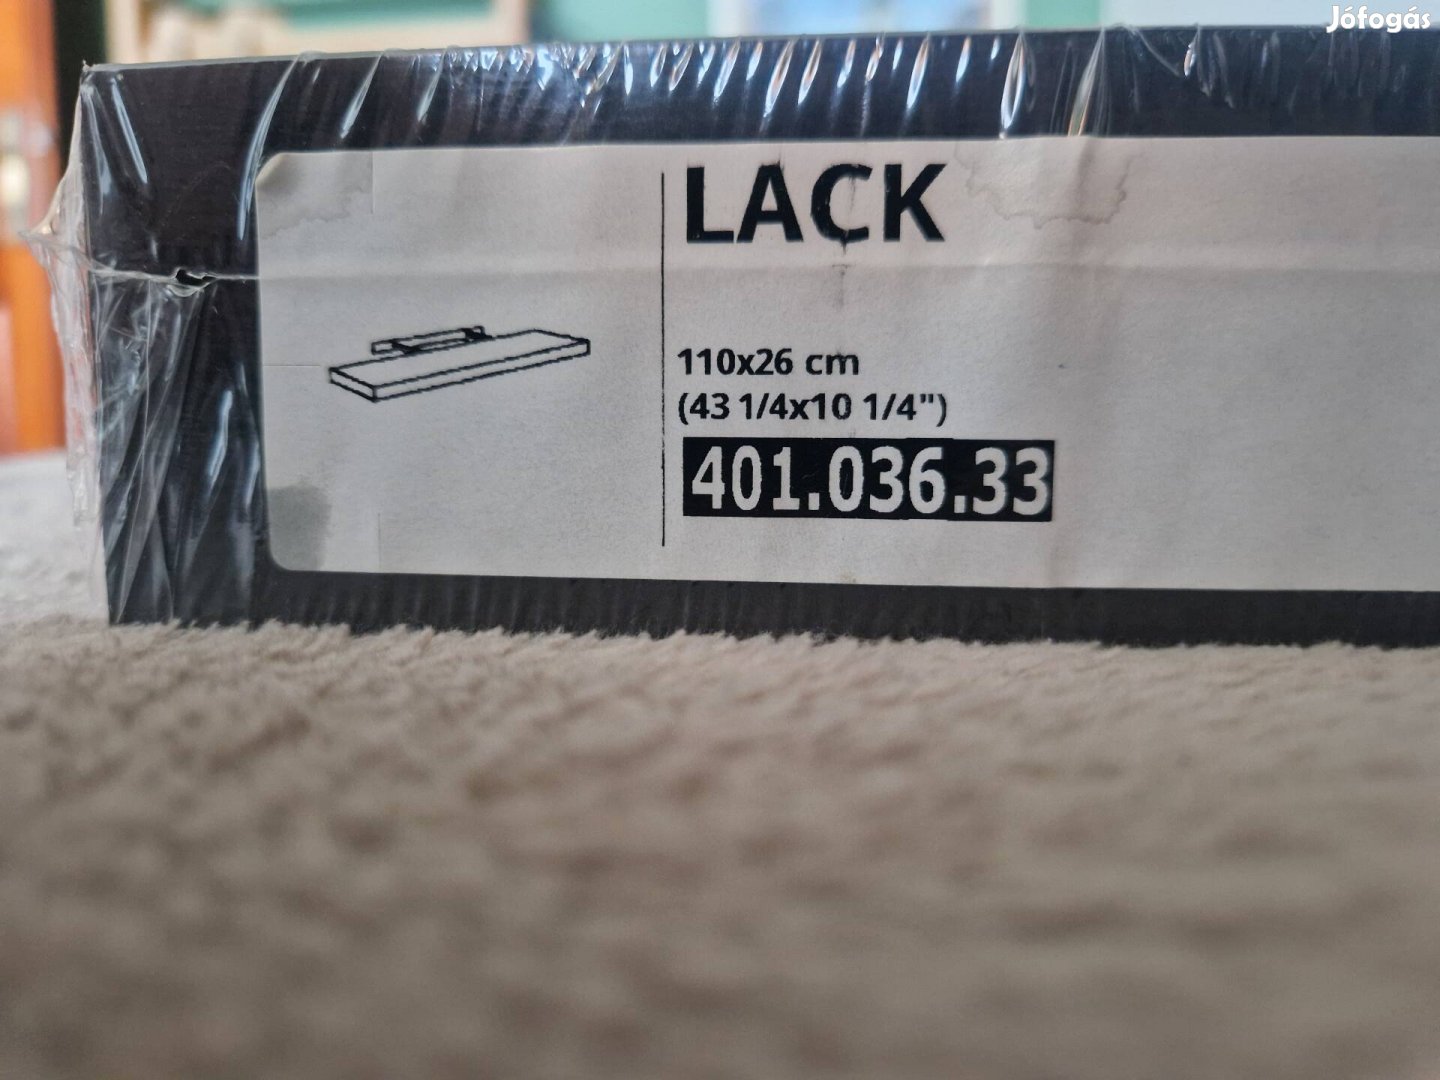 Jófogás
LACK
110x26 cm
(43 1/4x10 1/4")
401.036.33